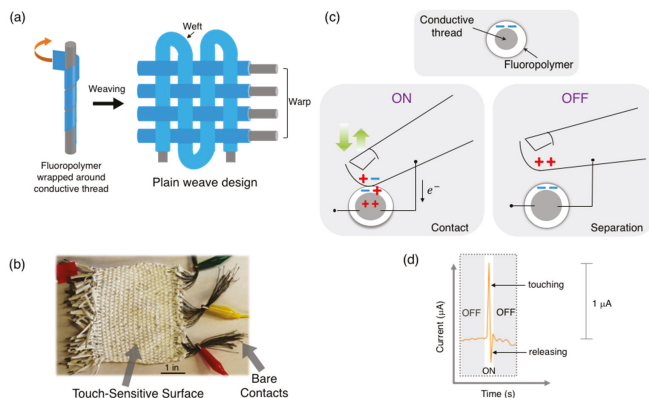 (a)
Weft
Weaving
Warp
Fluoropolymer
wrapped around
conductive thread
Plain weave design
(b)
1 in
Touch-Sensitive Surface
Bare
Contacts
(c)
Conductive
thread
Fluoropolymer
ON
+ −
− +
+ +
e−
Contact
OFF
+ +
Separation
(d)
Current (μA)
OFF
OFF
touching
releasing
ON
1 μA
Time (s)